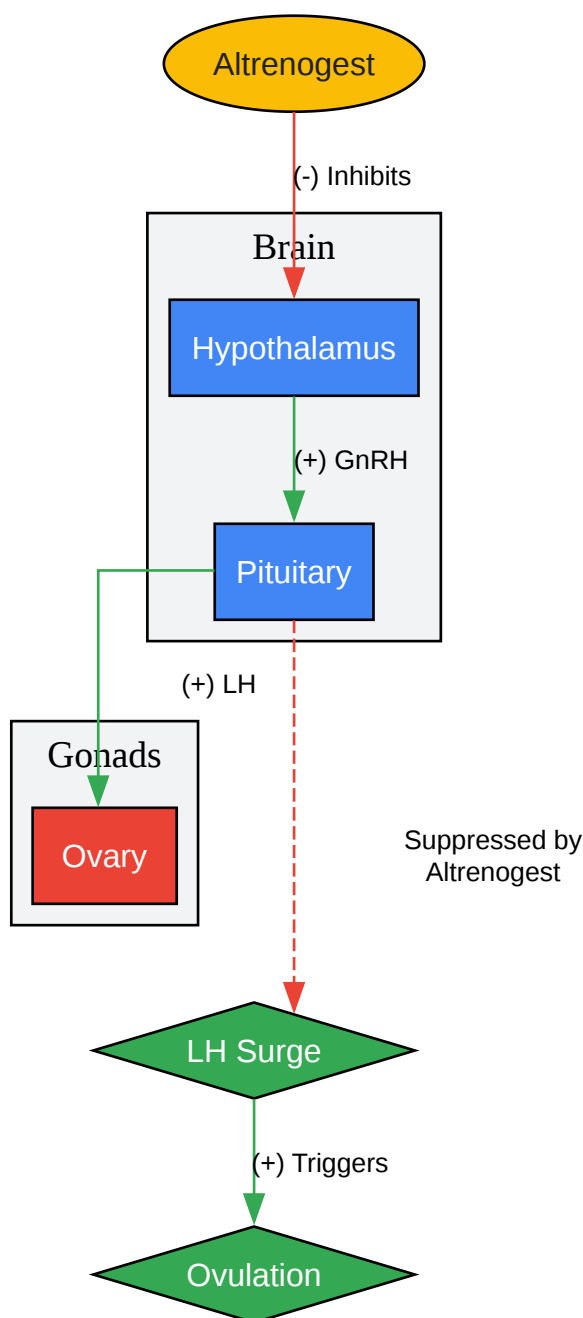 Altrenogest
(-) Inhibits
Brain
Hypothalamus
(+) GnRH
Pituitary
(+) LH
Gonads
Ovary
Suppressed by
Altrenogest
LH Surge
(+) Triggers
Ovulation